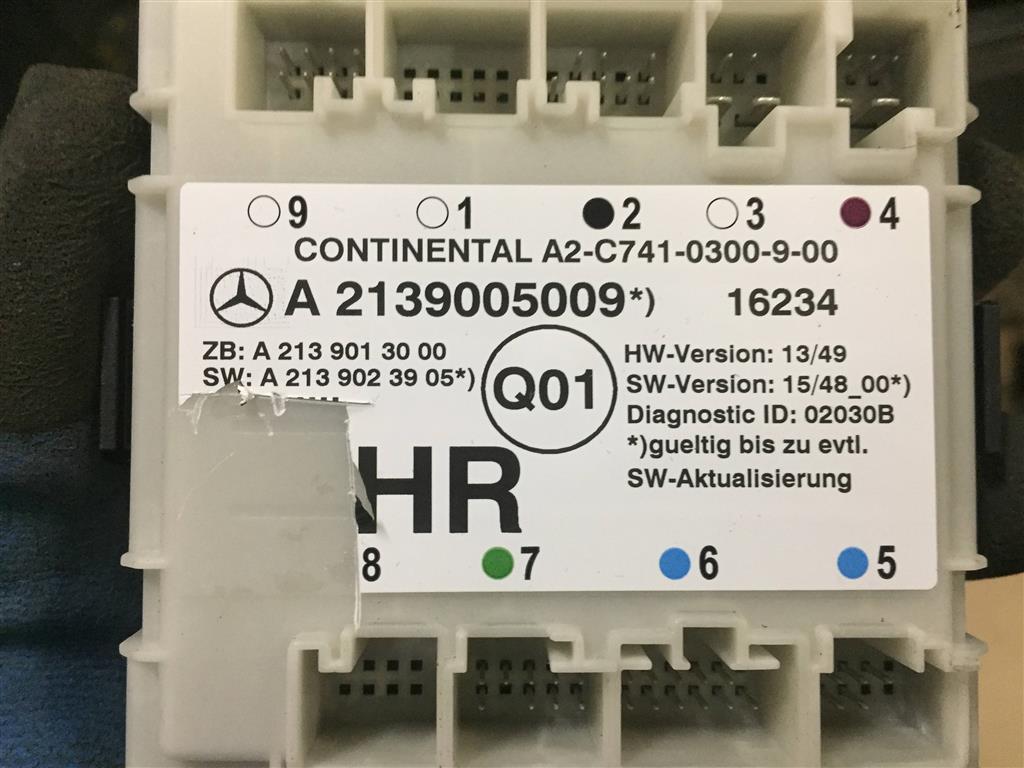 9 1 2 3 4
CONTINENTAL A2-C741-0300-9-00
A 2139005009*) 16234
ZB: A 213 901 30 00
SW: A 213 902 39 05*)
Q01
HW-Version: 13/49
SW-Version: 15/48_00*)
Diagnostic ID: 02030B
*)gueltig bis zu evtl.
SW-Aktualisierung
HR
8 7 6 5